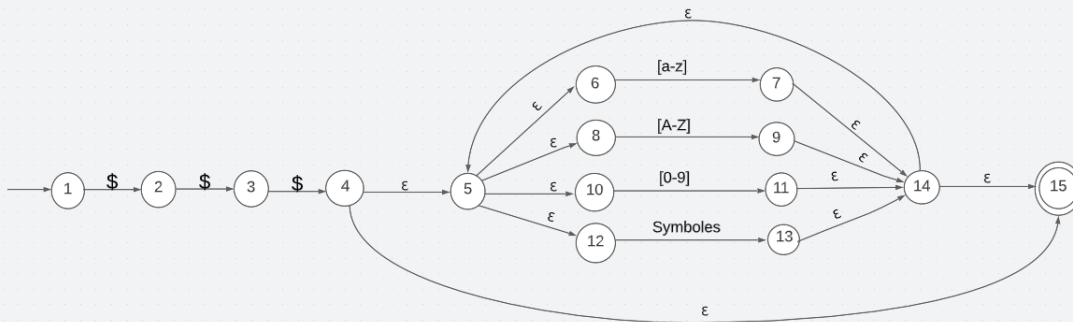 ε
6 [a-z] 7
ε ε
8 [A-Z] 9
ε ε
1 $ 2 $ 3 $ 4 ε 5 ε 10 [0-9] 11 ε 14 ε 15
ε 12 Symboles 13 ε
ε